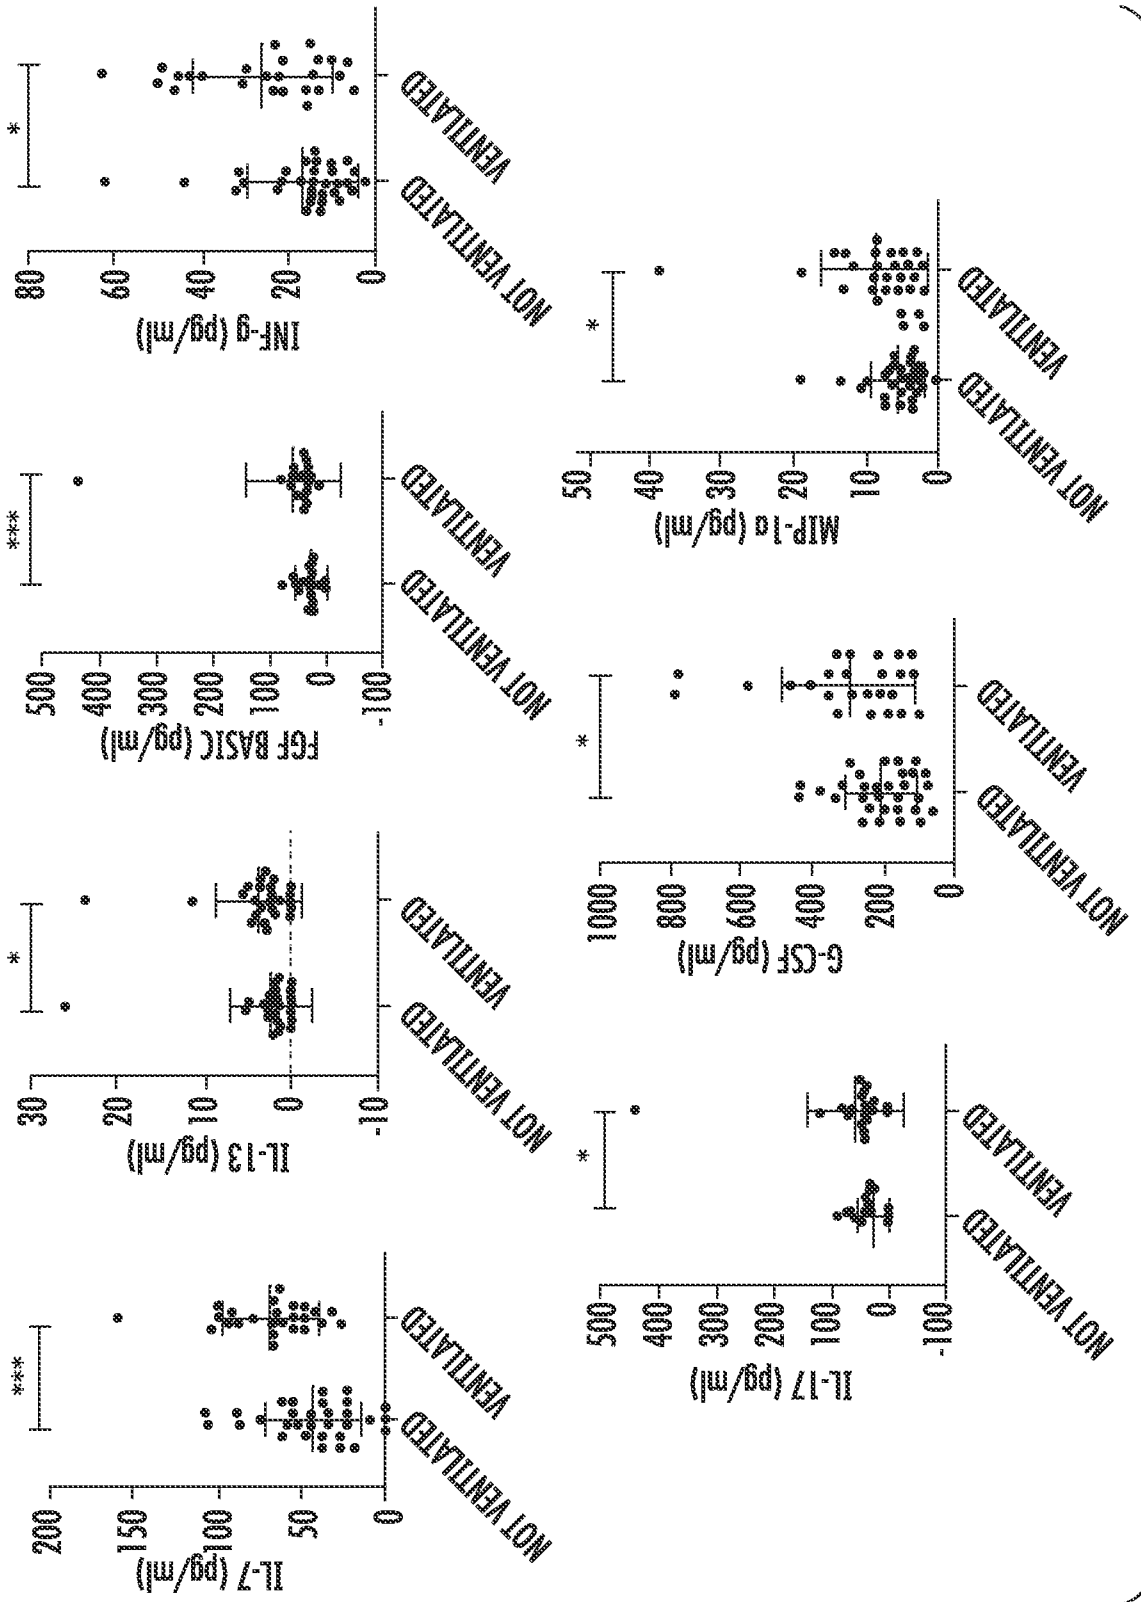 IL-7 (pg/ml)
200
150
100
50
0
***
NOT VENTILATED
VENTILATED
IL-13 (pg/ml)
30
20
10
0
-10
*
NOT VENTILATED
VENTILATED
FGF BASIC (pg/ml)
500
400
300
200
100
0
-100
***
NOT VENTILATED
VENTILATED
INF-g (pg/ml)
80
60
40
20
0
*
NOT VENTILATED
VENTILATED
IL-17 (pg/ml)
500
400
300
200
100
0
-100
*
NOT VENTILATED
VENTILATED
G-CSF (pg/ml)
1000
800
600
400
200
0
*
NOT VENTILATED
VENTILATED
MIP-1α (pg/ml)
50
40
30
20
10
0
*
NOT VENTILATED
VENTILATED